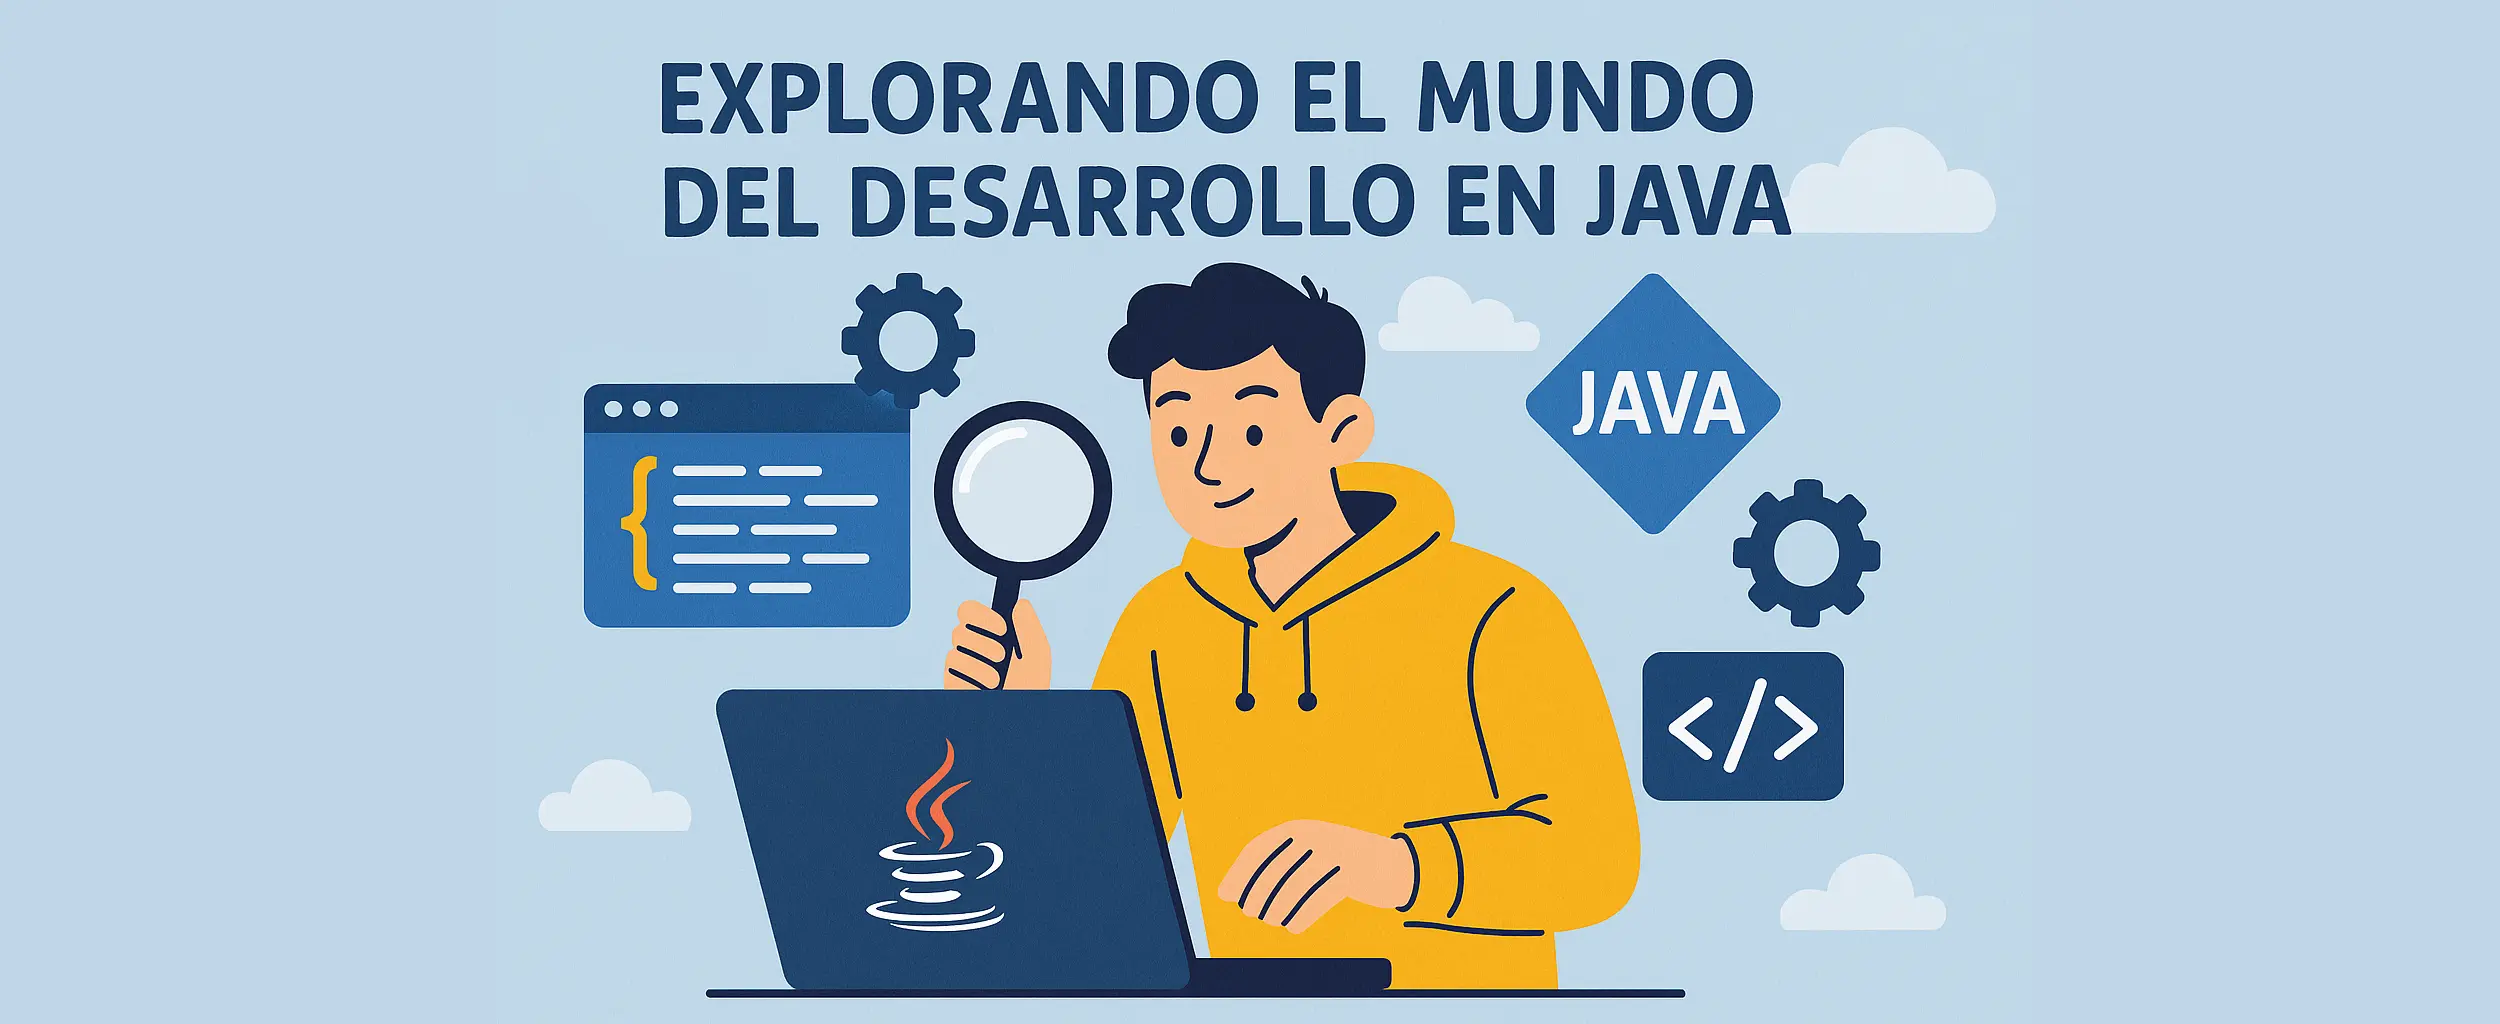 EXPLORANDO EL MUNDO
DEL DESARROLLO EN JAVA
JAVA
{
</>